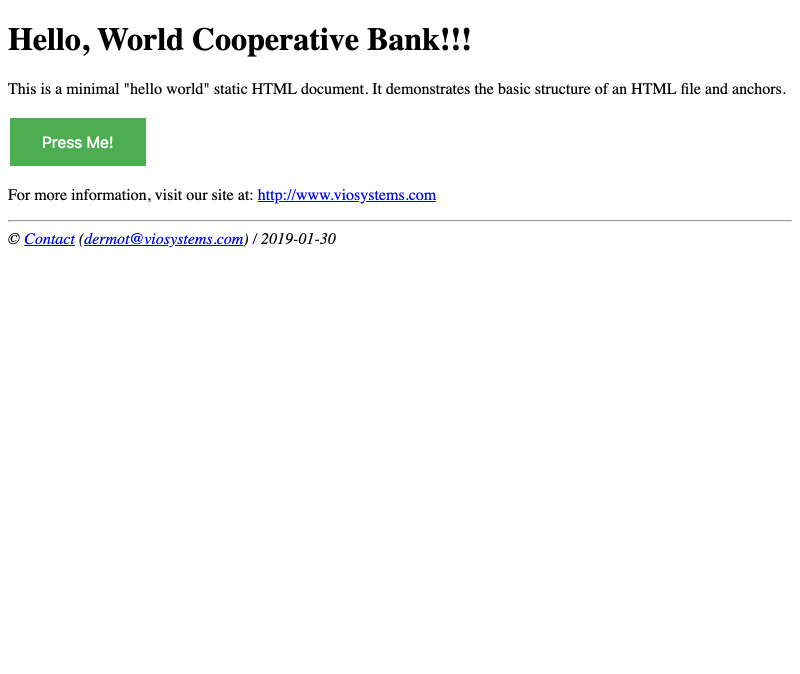 Hello, World Cooperative Bank!!!
This is a minimal "hello world" static HTML document. It demonstrates the basic structure of an HTML file and anchors.
Press Me!
For more information, visit our site at: http://www.viosystems.com
© Contact (dermot@viosystems.com) / 2019-01-30